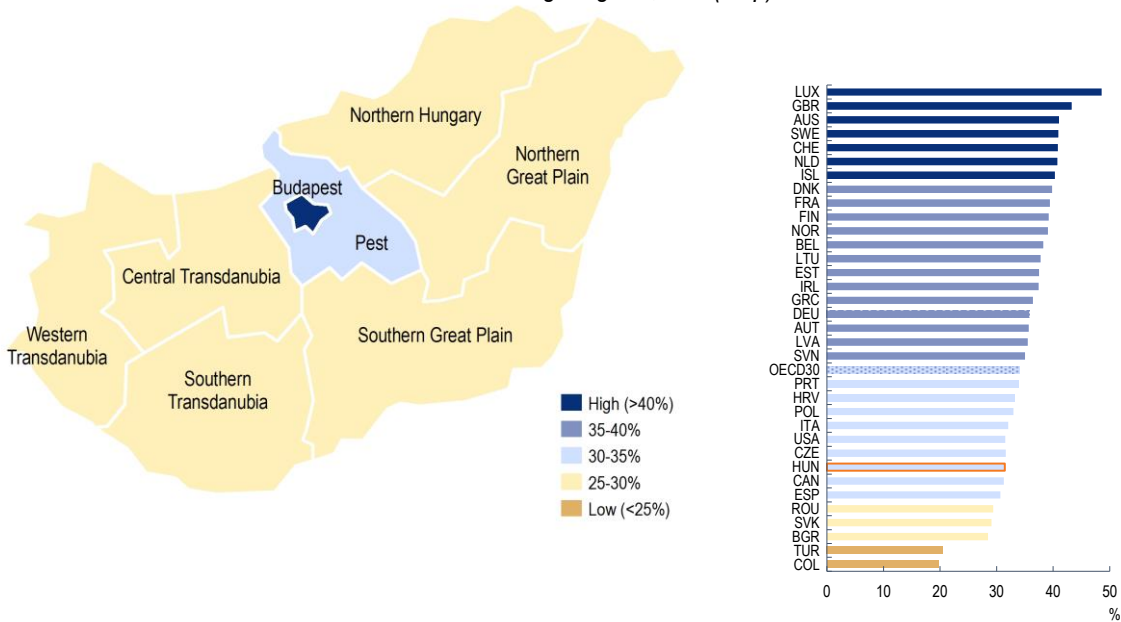 Northern Hungary
Northern
Great Plain
Budapest
Pest
Central Transdanubia
Western
Transdanubia
Southern Great Plain
Southern
Transdanubia
High (>40%)
35-40%
30-35%
25-30%
Low (<25%)
LUX
GBR
AUS
SWE
CHE
NLD
ISL
DNK
FRA
FIN
NOR
BEL
LTU
EST
IRL
GRC
DEU
AUT
LVA
SVN
OECD30
PRT
HRV
POL
ITA
USA
CZE
HUN
CAN
ESP
ROU
SVK
BGR
TUR
COL
0 10 20 30 40 50
%